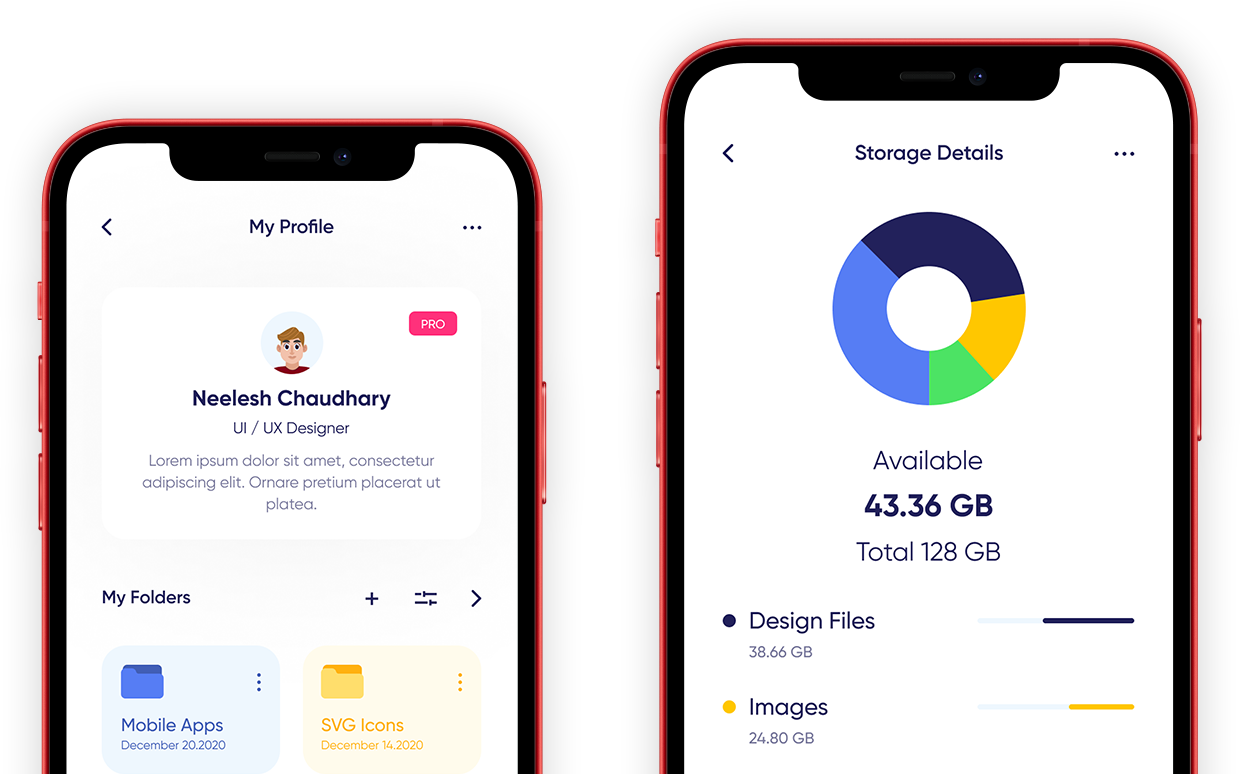 My Profile
PRO
Neelesh Chaudhary
UI / UX Designer
Lorem ipsum dolor sit amet, consectetur
adipiscing elit. Ornare pretium placerat ut
platea.
My Folders
Mobile Apps
December 20.2020
SVG Icons
December 14.2020
Storage Details
Available
43.36 GB
Total 128 GB
Design Files
38.66 GB
Images
24.80 GB